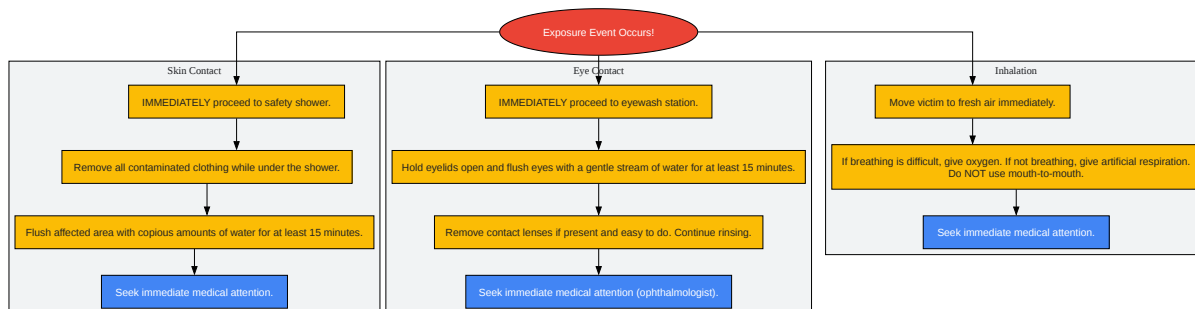 Exposure Event Occurs!
Skin Contact
IMMEDIATELY proceed to safety shower.
Remove all contaminated clothing while under the shower.
Flush affected area with copious amounts of water for at least 15 minutes.
Seek immediate medical attention.
Eye Contact
IMMEDIATELY proceed to eyewash station.
Hold eyelids open and flush eyes with a gentle stream of water for at least 15 minutes.
Remove contact lenses if present and easy to do. Continue rinsing.
Seek immediate medical attention (ophthalmologist).
Inhalation
Move victim to fresh air immediately.
If breathing is difficult, give oxygen. If not breathing, give artificial respiration.
Do NOT use mouth-to-mouth.
Seek immediate medical attention.